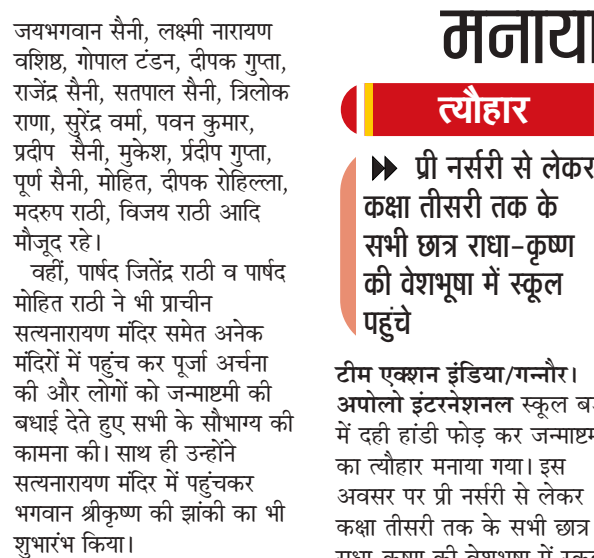 जयभगवान सैनी, लक्ष्मी नारायण
वशिष्ठ, गोपाल टंडन, दीपक गुप्ता,
राजेंद्र सैनी, सतपाल सैनी, त्रिलोक
राणा, सुरेंद्र वर्मा, पवन कुमार,
प्रदीप सैनी, मुकेश, र्प्रदीप गुप्ता,
पूर्ण सैनी, मोहित, दीपक रोहिल्ला,
मदरुप राठी, विजय राठी आदि
मौजूद रहे।
वहीं, पार्षद जितेंद्र राठी व पार्षद
मोहित राठी ने भी प्राचीन
सत्यनारायण मंदिर समेत अनेक
मंदिरों में पहुंच कर पूर्जा अर्चना
की और लोगों को जन्माष्टमी की
बधाई देते हुए सभी के सौभाग्य की
कामना की। साथ ही उन्होंने
सत्यनारायण मंदिर में पहुंचकर
भगवान श्रीकृष्ण की झांकी का भी
शुभारंभ किया।
मनाया
त्यौहार
प्री नर्सरी से लेकर
कक्षा तीसरी तक के
सभी छात्र राधा-कृष्ण
की वेशभूषा में स्कूल
पहुंचे
टीम एक्शन इंडिया/गन्नौर।
अपोलो इंटरनेशनल स्कूल
में दही हांडी फोड़ कर
का त्यौहार मनाया गया। इस
अवसर पर प्री नर्सरी से लेकर
कक्षा तीसरी तक के सभी छात्र